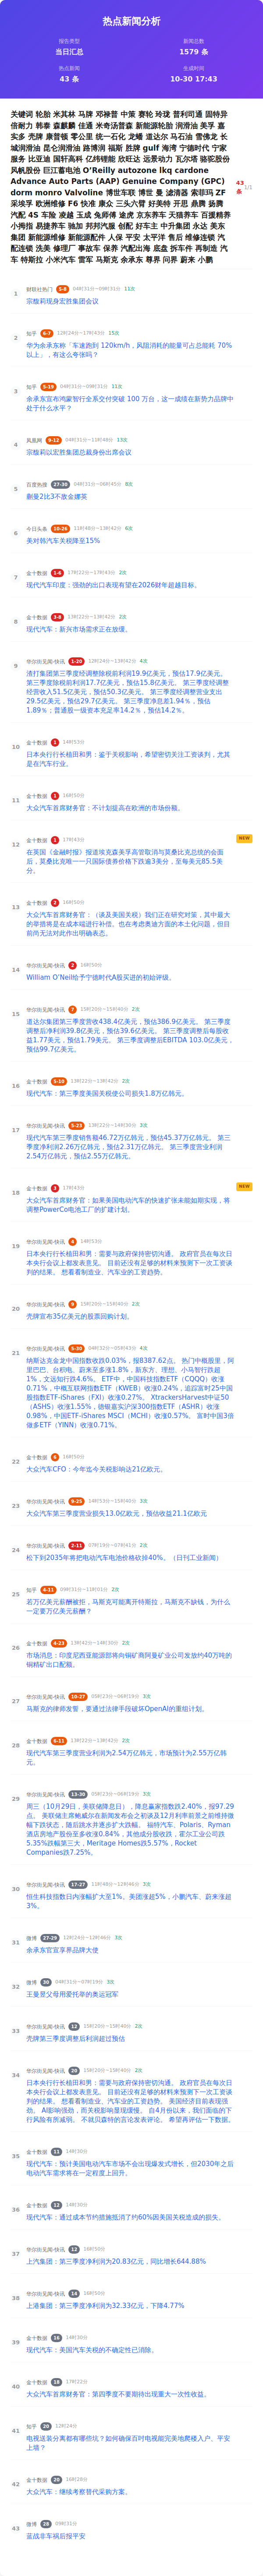 热点新闻分析
报告类型
新闻总数
当日汇总
1579 条
热点新闻
生成时间
43 条
10-30 17:43
关键词 轮胎 米其林 马牌 邓禄普 中策 赛轮 玲珑 普利司通 固特异
倍耐力 韩泰 森麒麟 佳通 米奇汤普森 新能源轮胎 润滑油 美孚 嘉
实多 壳牌 康普顿 零公里 统一石化 龙蟠 道达尔 马石油 雪佛龙 长
城润滑油 昆仑润滑油 路博润 福斯 胜牌 gulf 海湾 宁德时代 宁家
服务 比亚迪 国轩高科 亿纬锂能 欣旺达 远景动力 瓦尔塔 骆驼股份
风帆股份 巨江蓄电池 O’Reilly autozone lkq cardone
Advance Auto Parts (AAP) Genuine Company (GPC)
dorm monro Valvoline 博世车联 博世 曼 滤清器 索菲玛 ZF
采埃孚 欧洲维修 F6 快准 康众 三头六臂 好美特 开思 鼎腾 扬腾
汽配 4S 车险 凌趣 玉成 兔师傅 途虎 京东养车 天猫养车 百援精养
小拇指 易捷养车 驰加 邦邦汽服 创配 好车主 中升集团 永达 美东
集团 新能源维修 新能源配件 人保 平安 太平洋 售后 维修连锁 汽
配连锁 洗美 修理厂 事故车 保养 汽配出海 底盘 拆车件 再制造 汽
车 特斯拉 小米汽车 雷军 马斯克 余承东 尊界 问界 蔚来 小鹏
43 条
1/1
1
财联社热门 5-8 04时31分~09时31分 11次
宗馥莉现身宏胜集团会议
2
知乎 6-7 12时24分~17时43分 15次
华为余承东称「车速跑到 120km/h，风阻消耗的能量可占总能耗 70%
以上」，有这么夸张吗？
3
知乎 5-19 04时31分~09时31分 11次
余承东宣布鸿蒙智行全系交付突破 100 万台，这一成绩在新势力品牌中
处于什么水平？
4
凤凰网 9-12 04时31分~11时48分 13次
宗馥莉以宏胜集团总裁身份出席会议
5
百度热搜 27-30 04时31分~06时45分 8次
蒯曼2比3不敌金娜英
6
今日头条 10-26 11时48分~13时42分 6次
美对韩汽车关税降至15%
7
金十数据 1-6 17时22分~17时43分 2次
现代汽车印度：强劲的出口表现有望在2026财年超越目标。
8
金十数据 3-8 13时22分~13时42分 2次
现代汽车：新兴市场需求正在放缓。
9
华尔街见闻-快讯 1-20 12时24分~13时42分 4次
渣打集团第三季度经调整除税前利润19.9亿美元，预估17.9亿美元。
第三季度除税前利润17.7亿美元，预估15.8亿美元。 第三季度经调整
经营收入51.5亿美元，预估50.3亿美元。 第三季度经调整营业支出
29.5亿美元，预估29.7亿美元。 第三季度净息差1.94％，预估
1.89％；普通股一级资本充足率14.2％，预估14.2％。
10
金十数据 1 14时53分
日本央行行长植田和男：鉴于关税影响，希望密切关注工资谈判，尤其
是在汽车行业。
11
金十数据 3 16时50分
大众汽车首席财务官：不计划提高在欧洲的市场份额。
12
金十数据 1 17时43分
NEW
在英国《金融时报》报道埃克森美孚高管取消与莫桑比克总统的会面
后，莫桑比克唯一一只国际债券价格下跌逾3美分，至每美元85.5美
分。
13
金十数据 2 16时50分
大众汽车首席财务官：（谈及美国关税）我们正在研究对策，其中最大
的举措将是在成本端进行补偿。也在考虑奥迪方面的本土化问题，但目
前尚无法对此作出明确表态。
14
华尔街见闻-快讯 2 16时50分
William O’Neil给予宁德时代A股买进的初始评级。
15
华尔街见闻-快讯 7 15时20分~15时40分 2次
道达尔集团第三季度营收438.4亿美元，预估386.9亿美元。 第三季
度调整后净利润39.8亿美元，预估39.6亿美元。 第三季度调整后每股收
益1.77美元，预估1.79美元。 第三季度调整后EBITDA 103.0亿美元，
预估99.7亿美元。
16
金十数据 5-10 13时22分~13时42分 2次
现代汽车：第三季度美国关税使公司损失1.8万亿韩元。
17
华尔街见闻-快讯 5-23 13时22分~14时30分 3次
现代汽车第三季度销售额46.72万亿韩元，预估45.37万亿韩元。 第三
季度净利润2.26万亿韩元，预估2.31万亿韩元。 第三季度营业利润
2.54万亿韩元，预估2.55万亿韩元。
18
金十数据 3 17时43分
NEW
大众汽车首席财务官：如果美国电动汽车的快速扩张未能如期实现，将
调整PowerCo电池工厂的扩建计划。
19
华尔街见闻-快讯 4 14时53分
日本央行行长植田和男：需要与政府保持密切沟通。 政府官员在每次日
本央行会议上都发表意见。 目前还没有足够的材料来预测下一次工资谈
判的结果。 想看看制造业、汽车业的工资趋势。
20
华尔街见闻-快讯 9 15时20分~15时40分 2次
壳牌宣布35亿美元的股票回购计划。
21
华尔街见闻-快讯 5-30 04时32分~05时43分 4次
纳斯达克金龙中国指数收跌0.03%，报8387.62点。 热门中概股里，阿
里巴巴、台积电、蔚来至多涨1.8%，新东方、理想、小马智行跌超
1%，文远知行跌4.6%。 ETF中，中国科技指数ETF（CQQQ）收涨
0.71%，中概互联网指数ETF（KWEB）收涨0.24%，追踪富时25中国
股指数ETF-iShares（FXI）收涨0.27%。 XtrackersHarvest中证50
（ASHS）收涨1.55%，德银嘉实沪深300指数ETF（ASHR）收涨
0.98%，中国ETF-iShares MSCI（MCHI）收涨0.57%。 富时中国3倍
做多ETF（YINN）收涨0.71%。
22
金十数据 6 16时50分
大众汽车CFO：今年迄今关税影响达21亿欧元。
23
华尔街见闻-快讯 9-25 14时53分~15时40分 3次
大众汽车第三季度营业损失13.0亿欧元，预估收益21.1亿欧元
24
华尔街见闻-快讯 2-11 07时19分~07时41分 2次
松下到2035年将把电动汽车电池价格砍掉40%。（日刊工业新闻）
25
知乎 4-11 09时31分~11时01分 2次
若万亿美元薪酬被拒，马斯克可能离开特斯拉，马斯克不缺钱，为什么
一定要万亿美元薪酬？
26
金十数据 4-22 13时42分~14时30分 2次
市场消息：印度尼西亚能源部将向铜矿商阿曼矿业公司发放约40万吨的
铜精矿出口配额。
27
华尔街见闻-快讯 10-27 05时23分~06时19分 3次
马斯克的律师发誓，要通过法律手段破坏OpenAI的重组计划。
28
金十数据 6-12 13时22分~13时42分 2次
现代汽车第三季度营业利润为2.54万亿韩元，市场预计为2.55万亿韩
元。
29
华尔街见闻-快讯 13-30 05时23分~06时19分 3次
周三（10月29日，美联储降息日），降息赢家指数跌2.40%，报97.29
点。 美联储主席鲍威尔在新闻发布会之初谈及12月利率前景之前维持微
幅下跌状态，随后跳水并逐步扩大跌幅。 福特汽车、Polaris、Ryman
酒店房地产股份至多收涨0.84%，其他成分股收跌，霍尔工业公司跌
5.35%跌幅第三大，Meritage Homes跌5.57%，Rocket
Companies跌7.25%。
30
华尔街见闻-快讯 17-27 11时48分~12时46分 3次
恒生科技指数日内涨幅扩大至1%。美团涨超5%，小鹏汽车、蔚来涨超
3%。
31
微博 27-29 12时24分~12时46分 3次
余承东官宣享界品牌大使
32
微博 30 04时31分~07时19分 3次
王曼昱父母用爱托举的奥运冠军
33
华尔街见闻-快讯 12 15时20分~15时40分 2次
壳牌第三季度调整后利润超过预估
34
华尔街见闻-快讯 20 15时20分~15时40分 2次
日本央行行长植田和男：需要与政府保持密切沟通。 政府官员在每次日
本央行会议上都发表意见。 目前还没有足够的材料来预测下一次工资谈
判的结果。 想看看制造业、汽车业的工资趋势。 美国经济目前表现强
劲。 AI影响强劲，而关税影响显现缓慢。 自4月份以来，我们面临的下
行风险有所减弱。 不就贝森特的言论发表评论。 希望再评估一下数据。
35
金十数据 11 14时30分
现代汽车：预计美国电动汽车市场不会出现爆发式增长，但2030年之后
电动汽车需求将在一定程度上回升。
36
金十数据 12 14时30分
现代汽车：通过成本节约措施抵消了约60%因美国关税造成的损失。
37
华尔街见闻-快讯 12 16时50分
上汽集团：第三季度净利润为20.83亿元，同比增长644.88%
38
华尔街见闻-快讯 14 16时50分
上港集团：第三季度净利润为32.33亿元，下降4.77%
39
金十数据 16 14时30分
现代汽车：美国汽车关税的不确定性已消除。
40
金十数据 18 17时22分
大众汽车首席财务官：第四季度不要期待出现重大一次性收益。
41
知乎 20 12时24分
电视送装分离都有哪些坑？如何确保百吋电视能完美地爬楼入户、平安
上墙？
42
金十数据 20 16时28分
大众汽车：继续考察替代采购方案。
43
微博 28 09时31分
蓝战非车祸后报平安